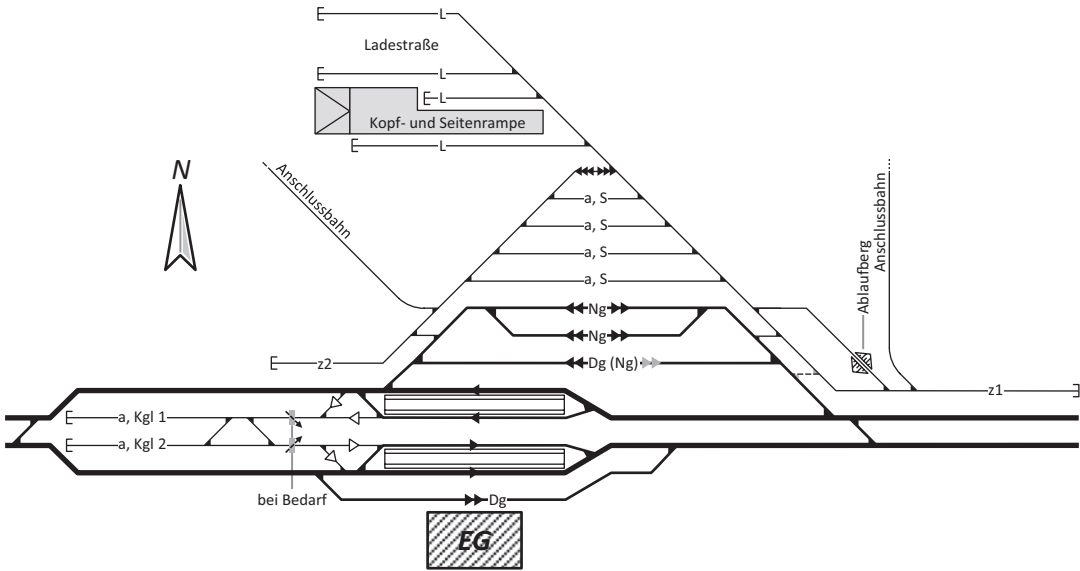 L
Ladestraße
L
L
Kopf- und Seitenrampe
L
N
Anschlussbahn
a, S
a, S
a, S
a, S
Anschlussbahn
Ablaufberg
Ng
Ng
z2
Dg (Ng)
z1
a, Kgl 1
a, Kgl 2
bei Bedarf
Dg
EG